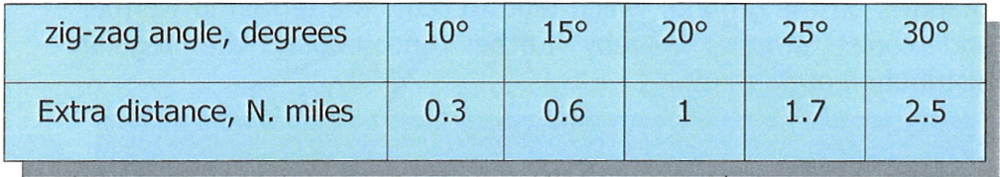 zig-zag angle, degrees 10° 15° 20° 25° 30°
Extra distance, N. miles 0.3 0.6 1 1.7 2.5